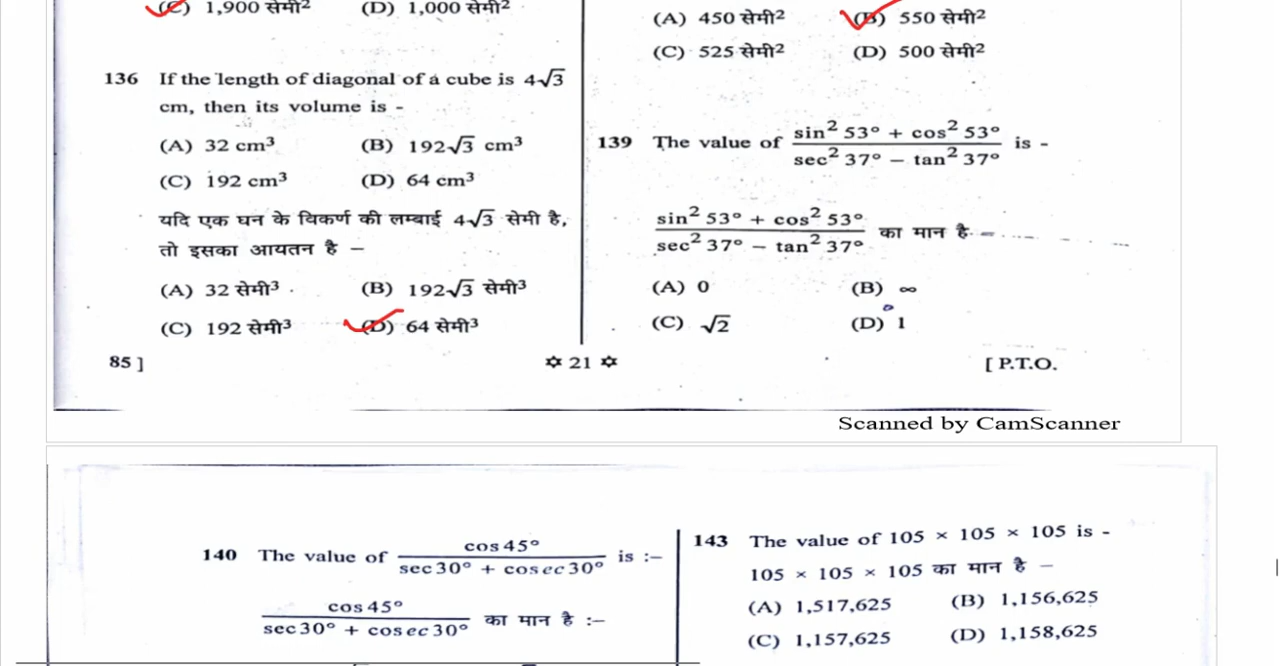 (C) 1,900 सेमी² (D) 1,000 सेमी²
136 If the length of diagonal of a cube is 4√3
cm, then its volume is -
(A) 32 cm³ (B) 192√3 cm³
(C) 192 cm³ (D) 64 cm³
यदि एक घन के विकर्ण की लम्बाई 4√3 सेमी है,
तो इसका आयतन है –
(A) 32 सेमी³ (B) 192√3 सेमी³
(C) 192 सेमी³ (D) 64 सेमी³
(A) 450 सेमी² (B) 550 सेमी²
(C) 525 सेमी² (D) 500 सेमी²
139 The value of (sin² 53° + cos² 53°)/(sec² 37° – tan² 37°) is -
(sin² 53° + cos² 53°)/(sec² 37° – tan² 37°) का मान है –
(A) 0 (B) ∞
(C) √2 (D) 1
85 ] ✡ 21 ✡ [ P.T.O.
Scanned by CamScanner
140 The value of cos 45°/(sec 30° + cosec 30°) is :–
cos 45°/(sec 30° + cosec 30°) का मान है :–
143 The value of 105 × 105 × 105 is -
105 × 105 × 105 का मान है –
(A) 1,517,625 (B) 1,156,625
(C) 1,157,625 (D) 1,158,625